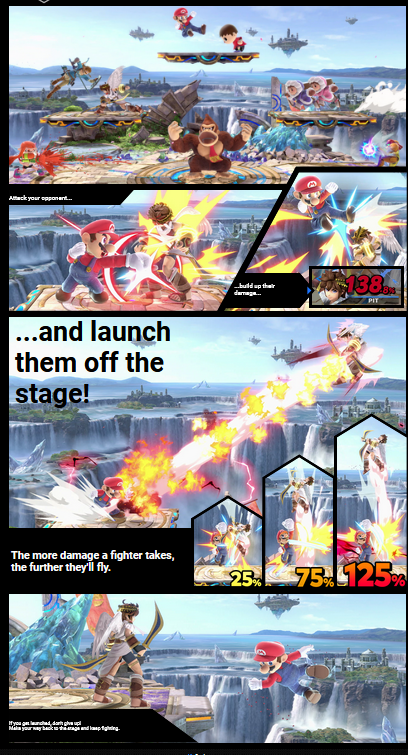 Attack your opponent...
...build up their
damage...
138
PIT
...and launch
them off the
stage!
The more damage a fighter takes,
the further they'll fly.
25%
75%
125%
If you get launched, don't give up!
Make your way back to the stage and keep fighting.